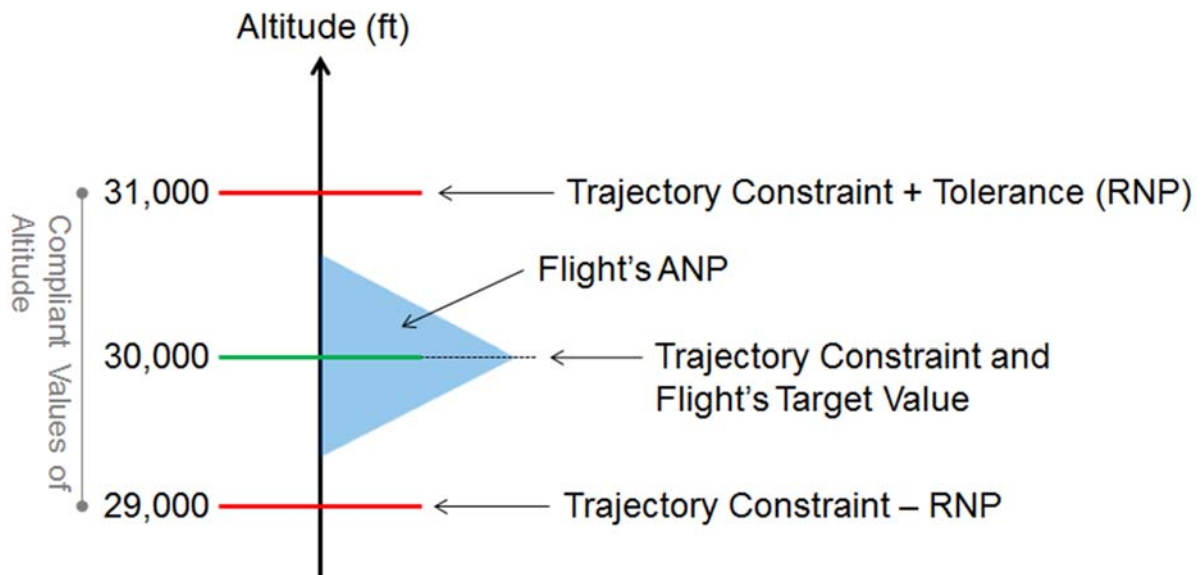 Altitude (ft)
31,000
Trajectory Constraint + Tolerance (RNP)
Compliant Values of
Altitude
Flight's ANP
30,000
Trajectory Constraint and
Flight's Target Value
29,000
Trajectory Constraint – RNP